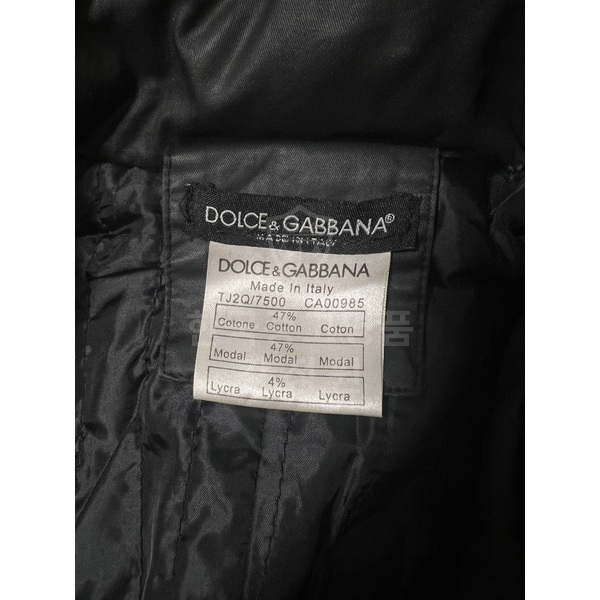 DOLCE & GABBANA®
MADE IN ITALY
DOLCE & GABBANA
Made In Italy
TJ2Q/7500 CA00985
47%
Cotone Cotton Coton
47%
Modal Modal Modal
4%
Lycra Lycra Lycra